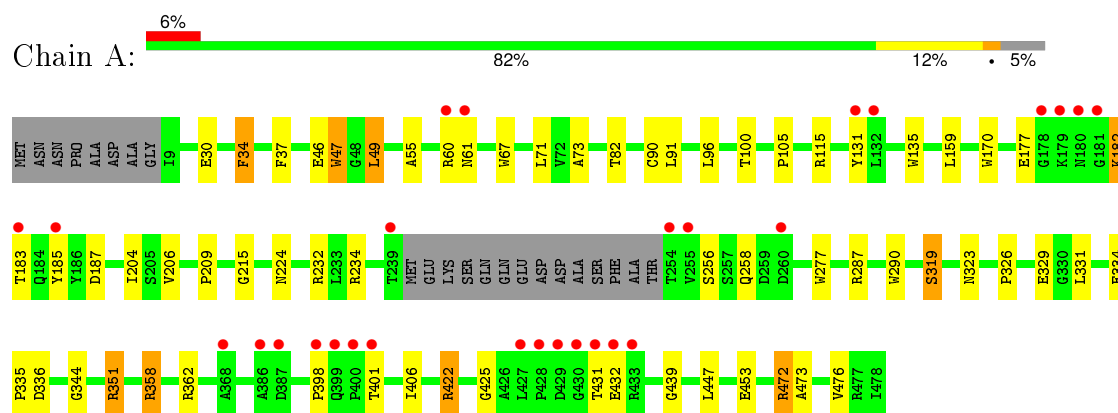 6%
Chain A:
82% 12% • 5%
MET ASN ASN PRO ALA ASP ALA GLY I9 E30 F34 F37 E46 W47 G48 L49 A55 R60 N61 W67 L71 V72 A73 T82 C90 L91 L96 T100 P105 R115 Y131 L132 W135 L159 W170 E177 G178 K179 N180 G181 K182
T183 Q184 Y185 Y186 D187 I204 S205 V206 P209 G215 N224 R232 L233 R234 T239 MET GLU LYS SER GLN GLN GLU ASP ASP ALA SER PHE ALA THR T254 V255 S256 S257 Q258 D259 D260 W277 R287 W290 S319 N323 P326 E329 G330 L331
P335 D336 G344 R351 R358 R362 A368 A386 D387 P398 Q399 P400 T401 I406 R422 G425 A426 L427 P428 D429 G430 T431 E432 R433 G439 L447 E453 R472 A473 V476 R477 I478